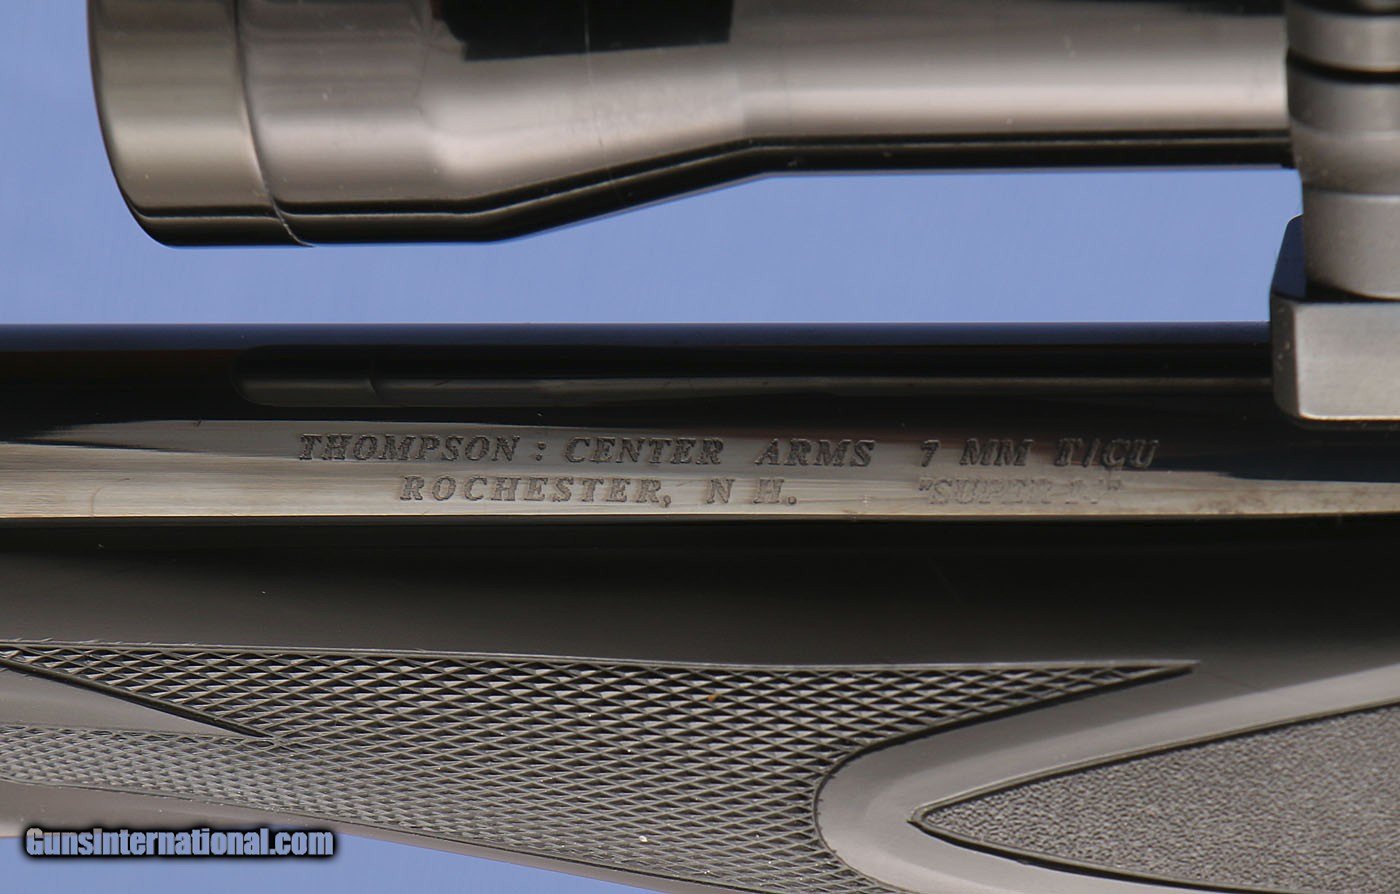 THOMPSON : CENTER ARMS 7 MM T/CU
ROCHESTER, N H. "SUPER 14"
GunsInternational.com